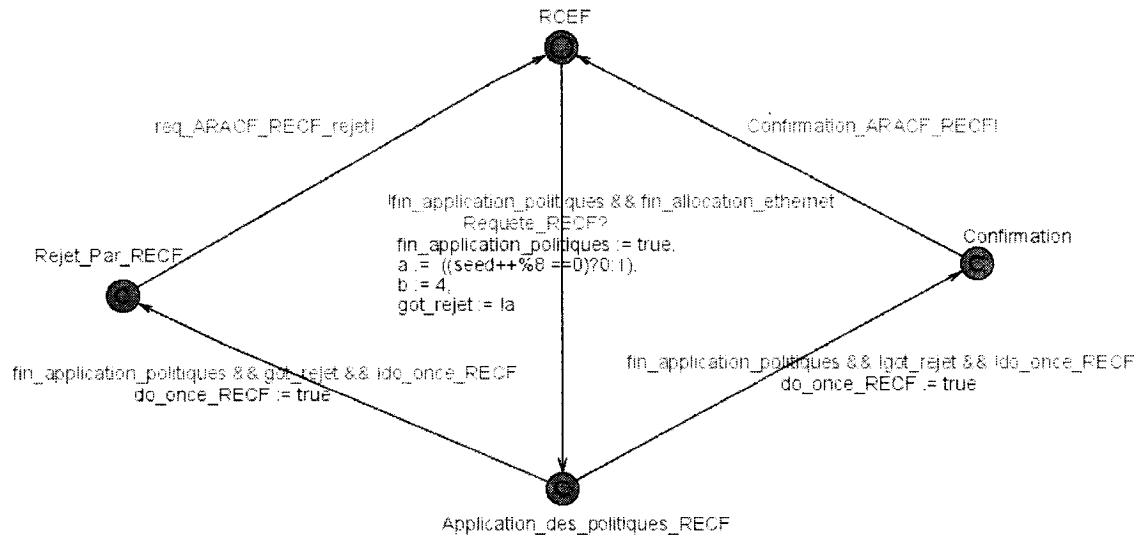 RCEF
req_ARACF_RECF_rejet!
Confirmation_ARACF_RECF!
!fin_application_politiques && fin_allocation_ethernet
Requete_RECF?
fin_application_politiques := true,
a := ((seed++%8 ==0)?0:1),
b := 4,
got_rejet := !a
Rejet_Par_RECF
Confirmation
fin_application_politiques && got_rejet && !do_once_RECF
do_once_RECF := true
fin_application_politiques && !got_rejet && !do_once_RECF
do_once_RECF := true
Application_des_politiques_RECF